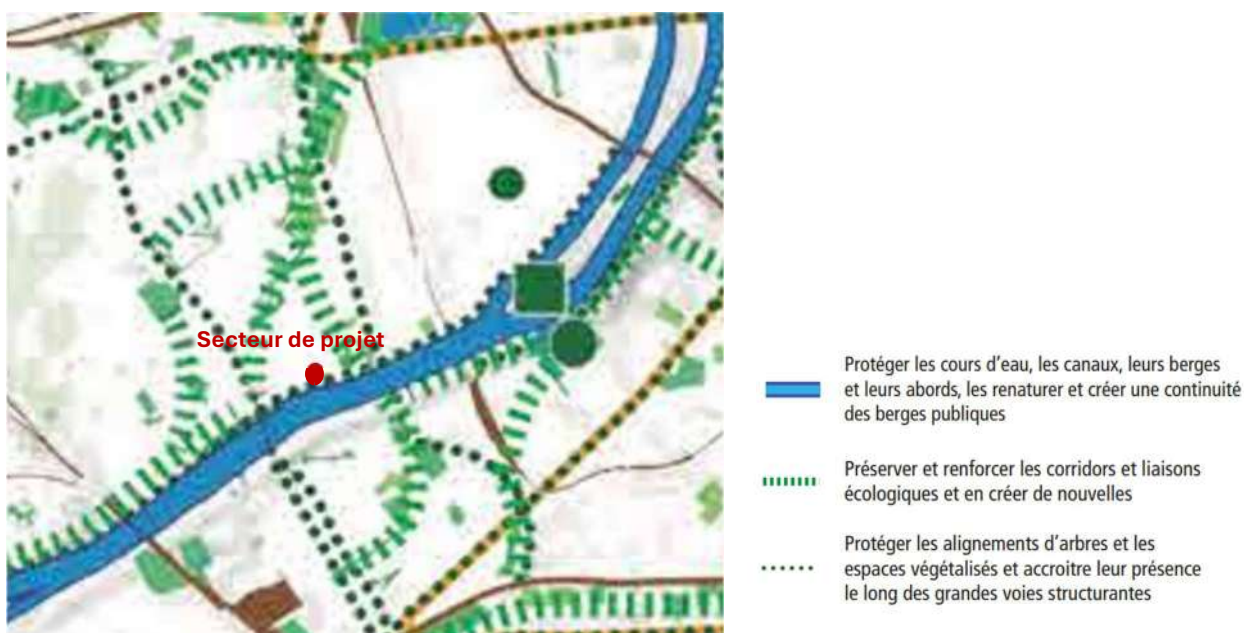 Secteur de projet
Protéger les cours d'eau, les canaux, leurs berges
et leurs abords, les renaturer et créer une continuité
des berges publiques
Préserver et renforcer les corridors et liaisons
écologiques et en créer de nouvelles
Protéger les alignements d'arbres et les
espaces végétalisés et accroitre leur présence
le long des grandes voies structurantes